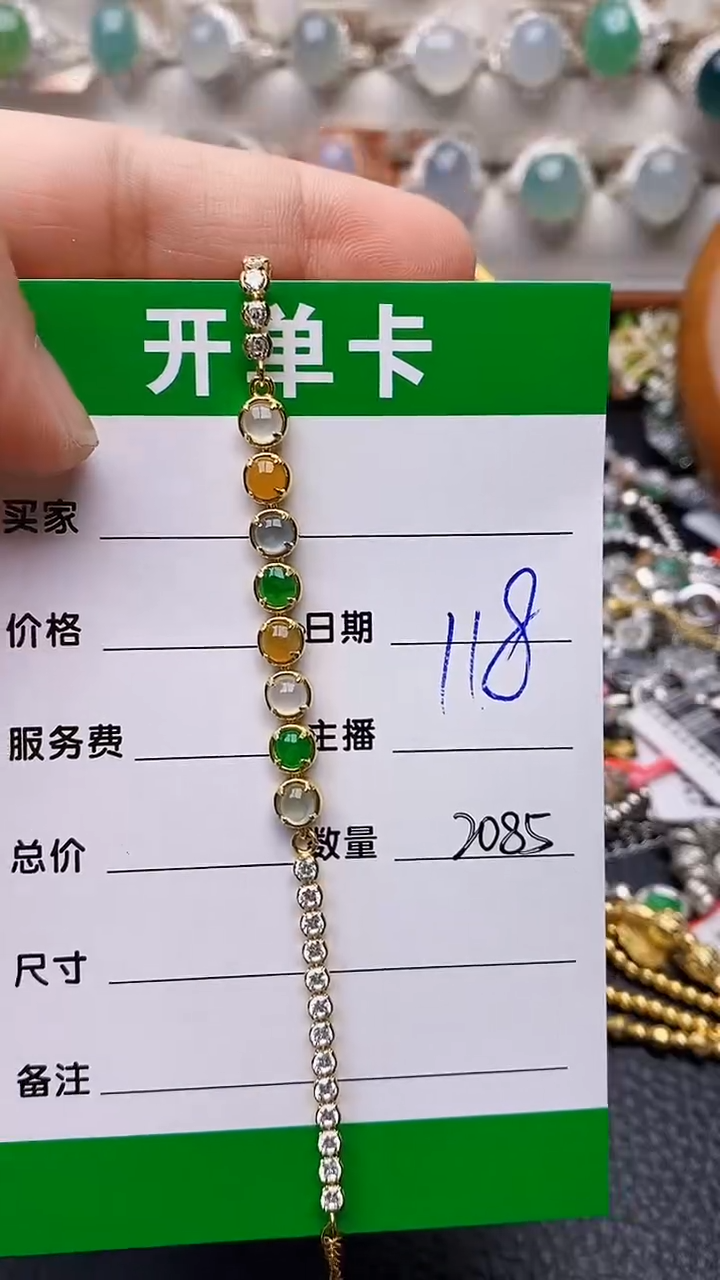 开单卡
买家
价格 日期 118
服务费 主播
总价 数量 2085
尺寸
备注